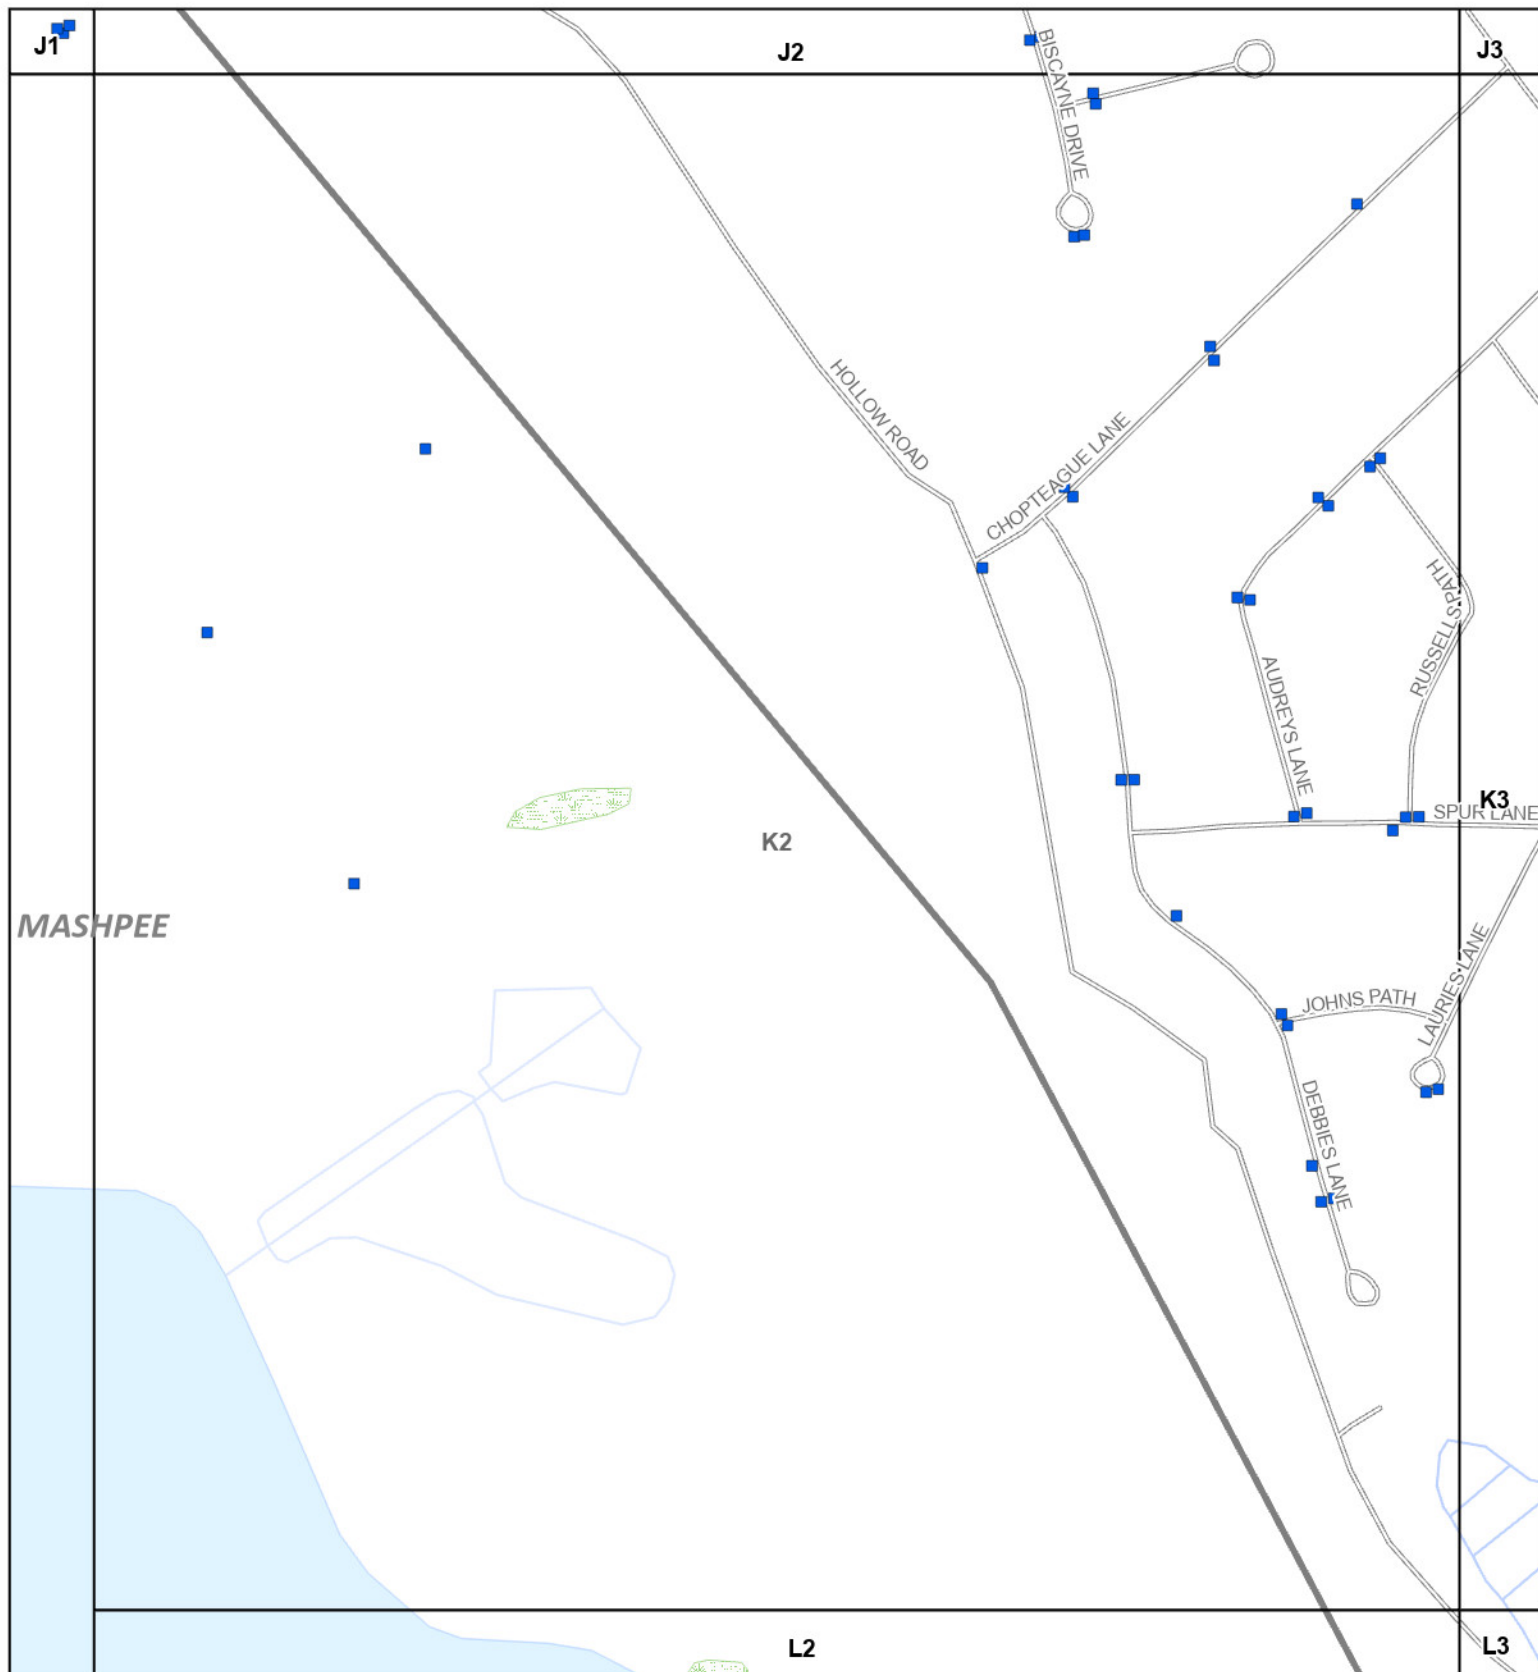 J1
J2
J3
BISCAYNE DRIVE
HOLLOW ROAD
CHOPTEAGUE LANE
RUSSELLS PATH
AUDREYS LANE
K3
SPUR LANE
K2
MASHPEE
LAURIES LANE
JOHNS PATH
DEBBIES LANE
L2
L3